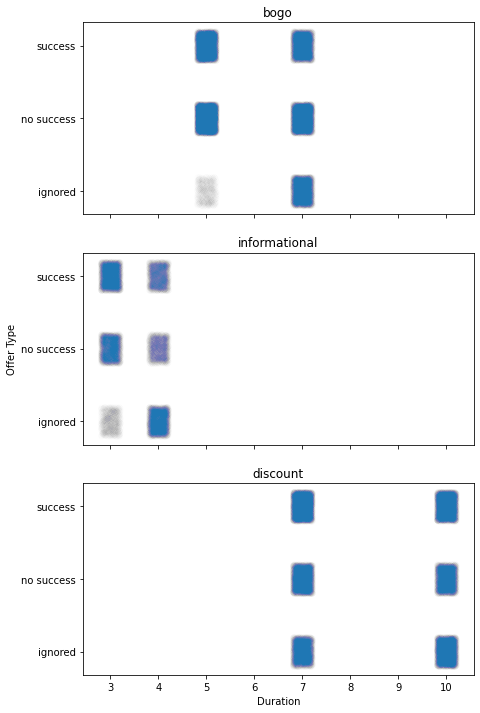 bogo
success
no success
ignored
informational
success
no success
ignored
Offer Type
discount
success
no success
ignored
3 4 5 6 7 8 9 10
Duration